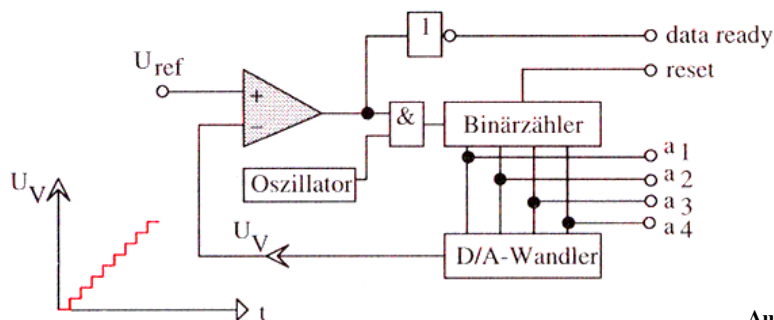 1
data ready
U ref
reset
+
&
Binärzähler
−
a 1
Oszillator
a 2
U V
a 3
U V
a 4
D/A-Wandler
t